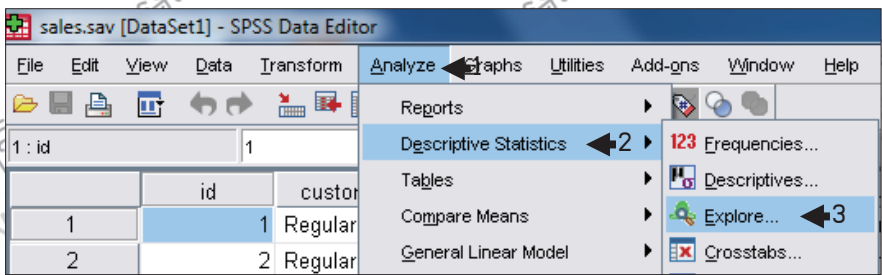 sales.sav [DataSet1] - SPSS Data Editor
File Edit View Data Transform Analyze 1 Graphs Utilities Add-ons Window Help
Reports
1 : id 1 Descriptive Statistics 2 123 Frequencies...
id Tables Descriptives...
1 1 Regular Compare Means Explore... 3
2 2 Regular General Linear Model Crosstabs...